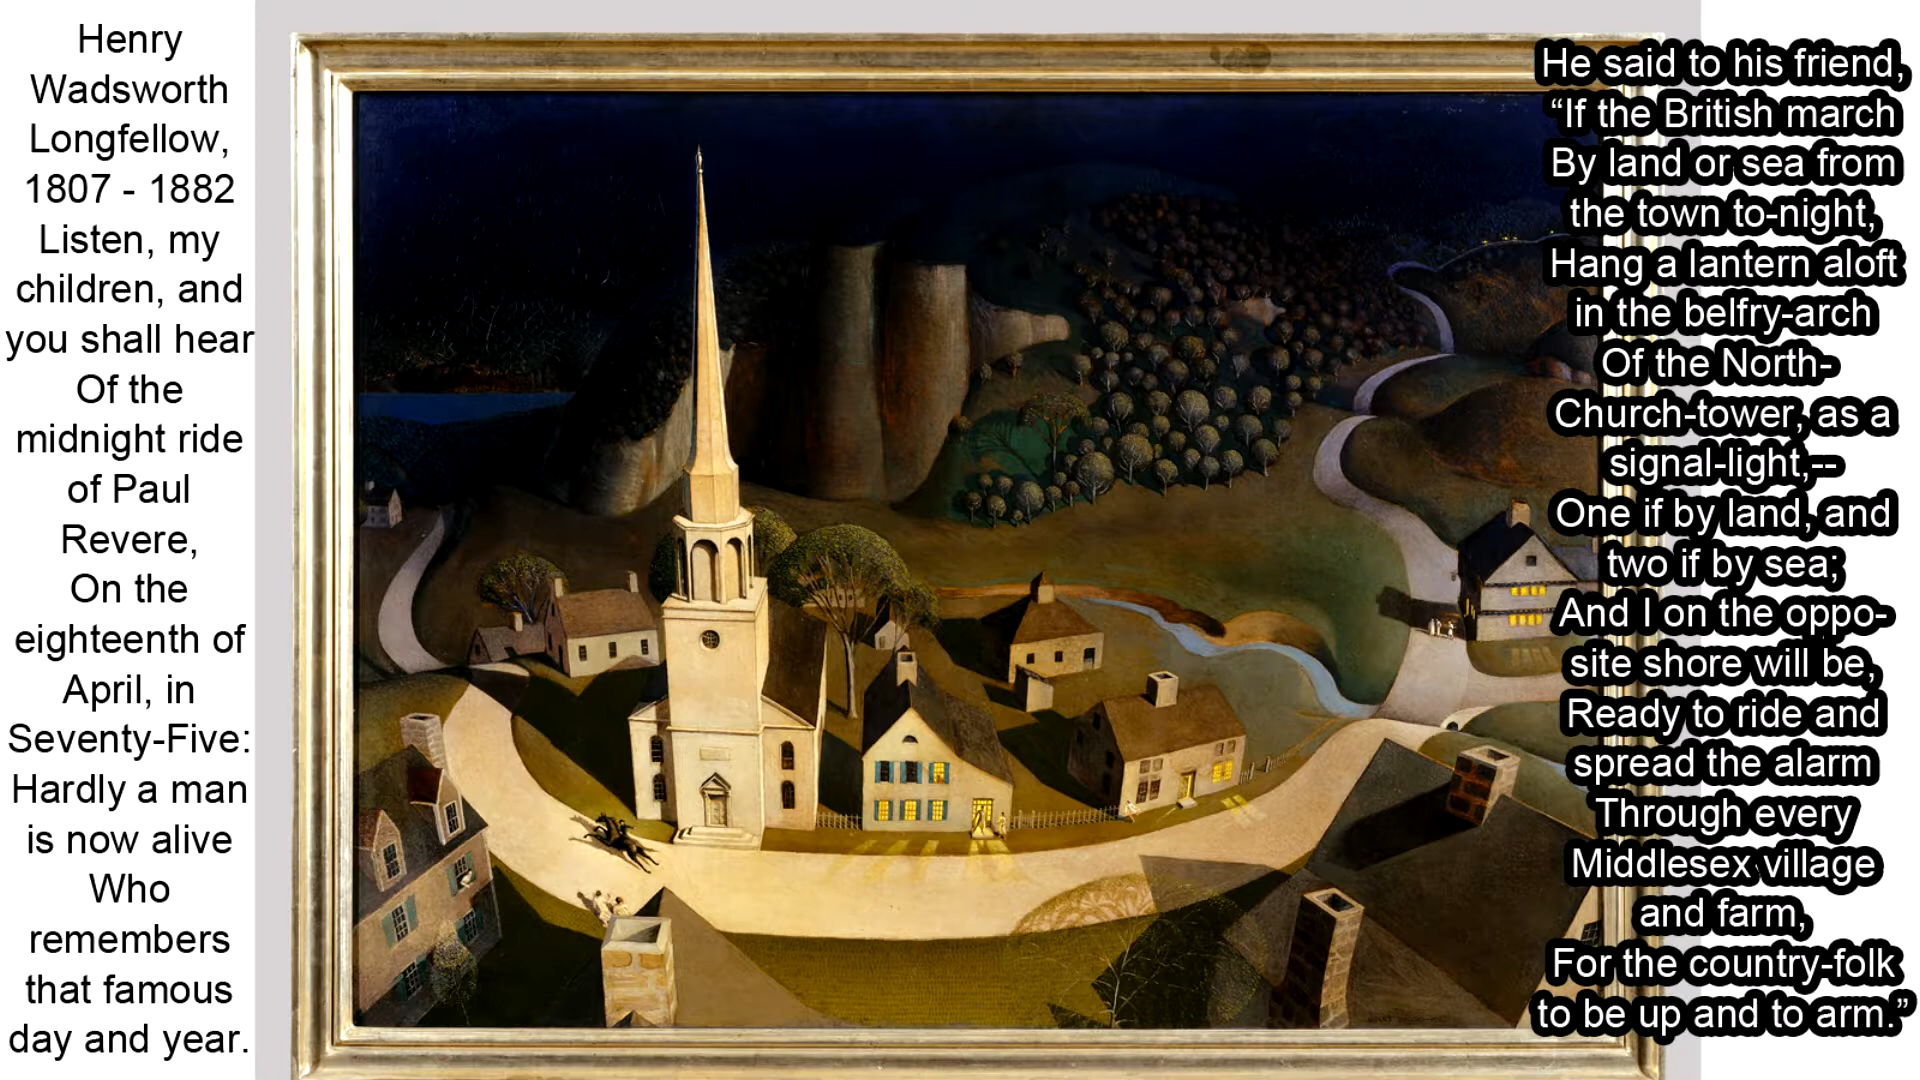 Henry
Wadsworth
Longfellow,
1807 - 1882
Listen, my
children, and
you shall hear
Of the
midnight ride
of Paul
Revere,
On the
eighteenth of
April, in
Seventy-Five:
Hardly a man
is now alive
Who
remembers
that famous
day and year.
He said to his friend,
“If the British march
By land or sea from
the town to-night,
Hang a lantern aloft
in the belfry-arch
Of the North-
Church-tower, as a
signal-light,--
One if by land, and
two if by sea;
And I on the oppo-
site shore will be,
Ready to ride and
spread the alarm
Through every
Middlesex village
and farm,
For the country-folk
to be up and to arm.”